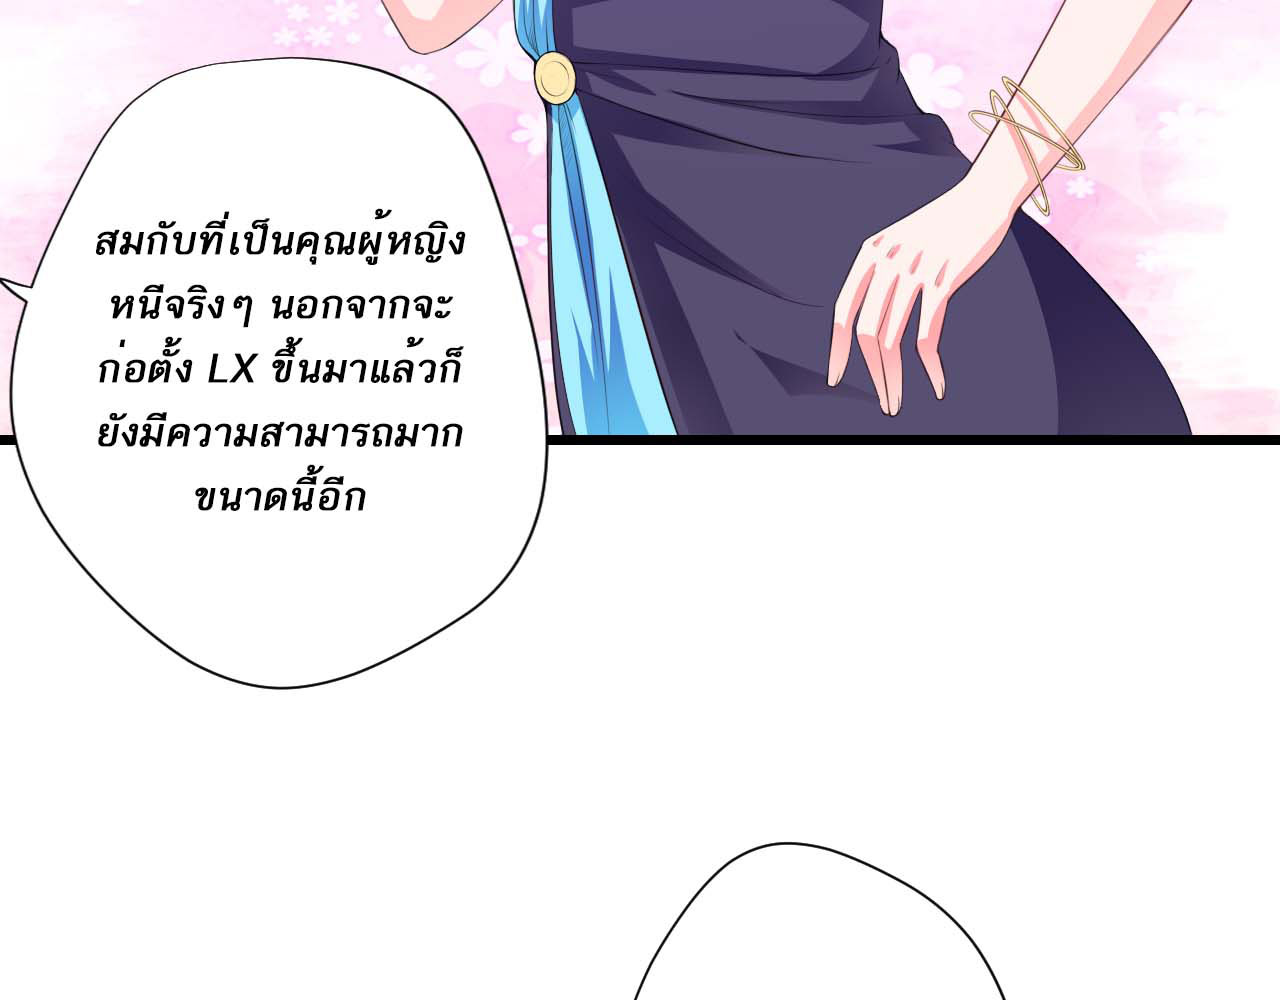 สมกับที่เป็นคุณผู้หญิง
หนีจริงๆ นอกจากจะ
ก่อตั้ง LX ขึ้นมาแล้วก็
ยังมีความสามารถมาก
ขนาดนี้อีก